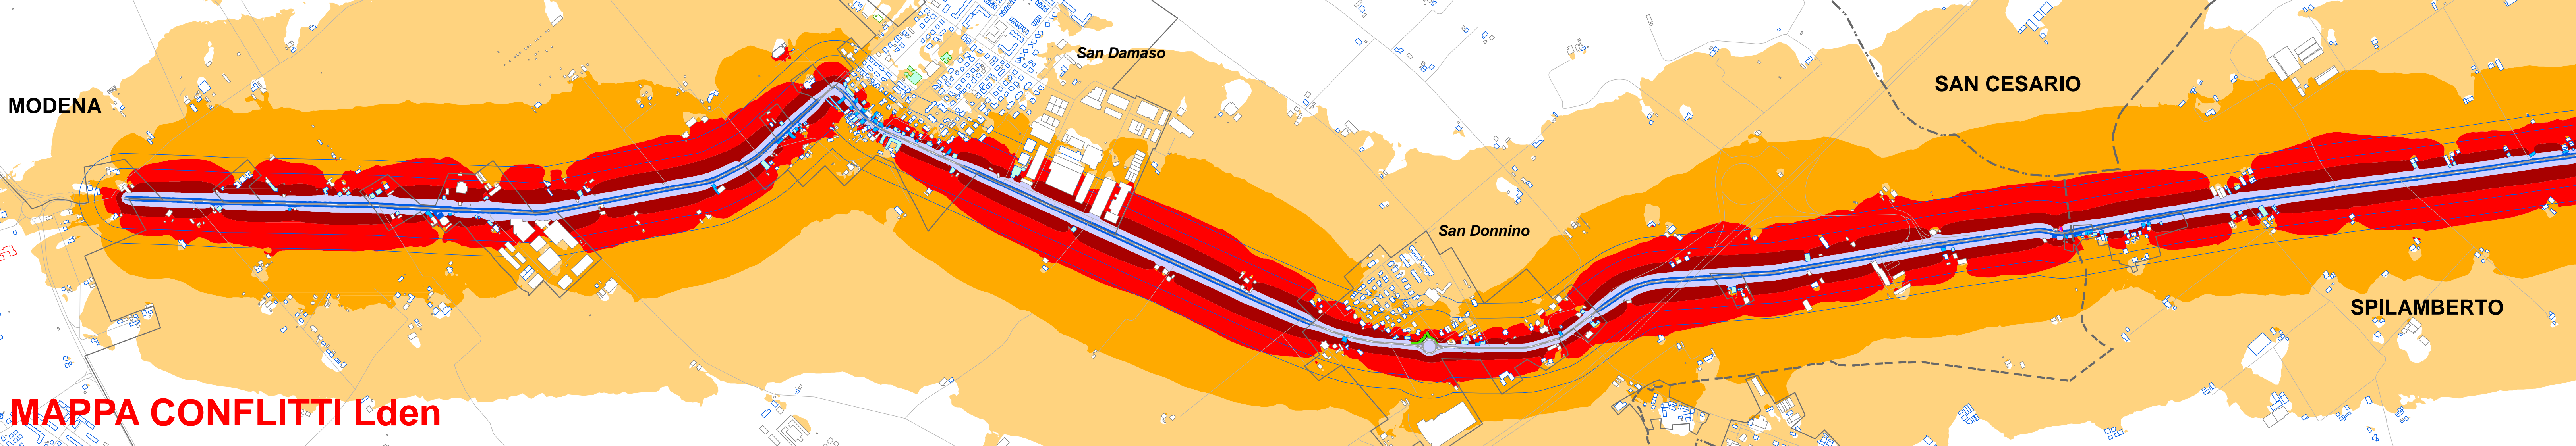 San Damaso
SAN CESARIO
MODENA
San Donnino
SPILAMBERTO
MAPPA CONFLITTI Lden